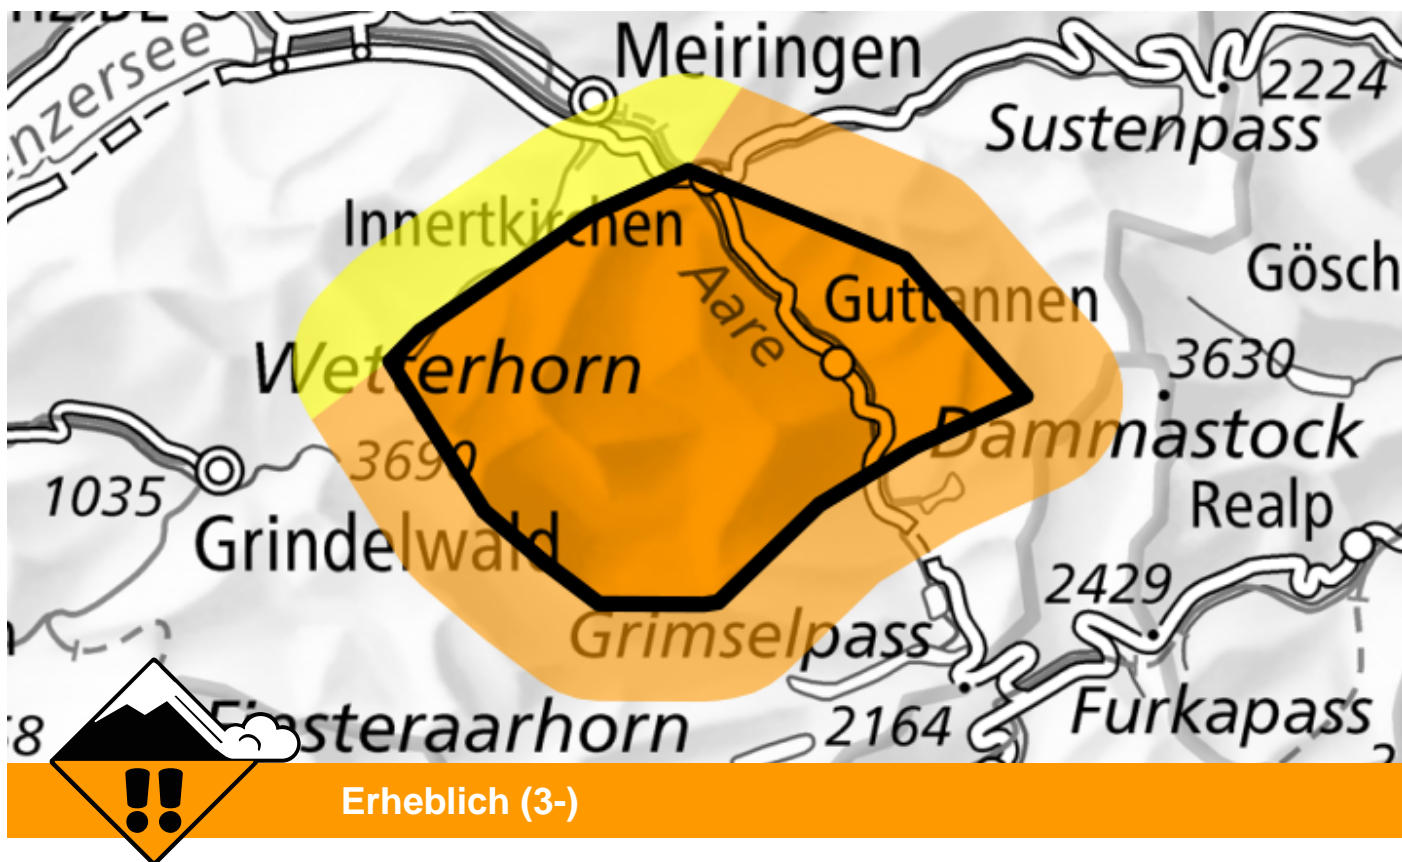 Meiringen
nzersee
2224
Sustenpass
Innertkirchen
Gösch
Aare
Guttannen
Wetterhorn
3630
3690
Dammastock
1035
Realp
Grindelwald
2429
Grimselpass
Furkapass
Finsteraarhorn
2164
Erheblich (3-)